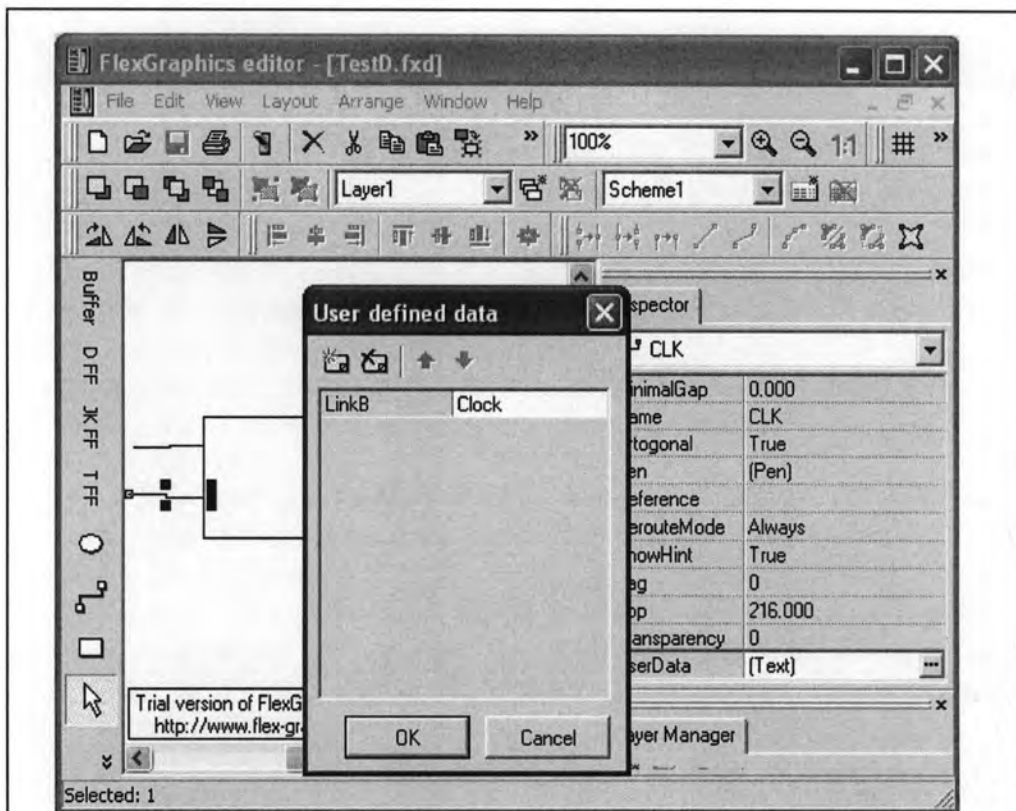 FlexGraphics editor - [TestD.fxd]
File Edit View Layout Arrange Window Help
100%
1:1
Layer1
Scheme1
Buffer
D FF
JK FF
T FF
User defined data
LinkB Clock
OK Cancel
spector
CLK
inimalGap 0.000
ame CLK
rtogonal True
en (Pen)
eference
erouteMode Always
howHint True
ag 0
op 216.000
ansparency 0
serData (Text)
ayer Manager
Trial version of FlexG
http://www.flex-gr
Selected: 1